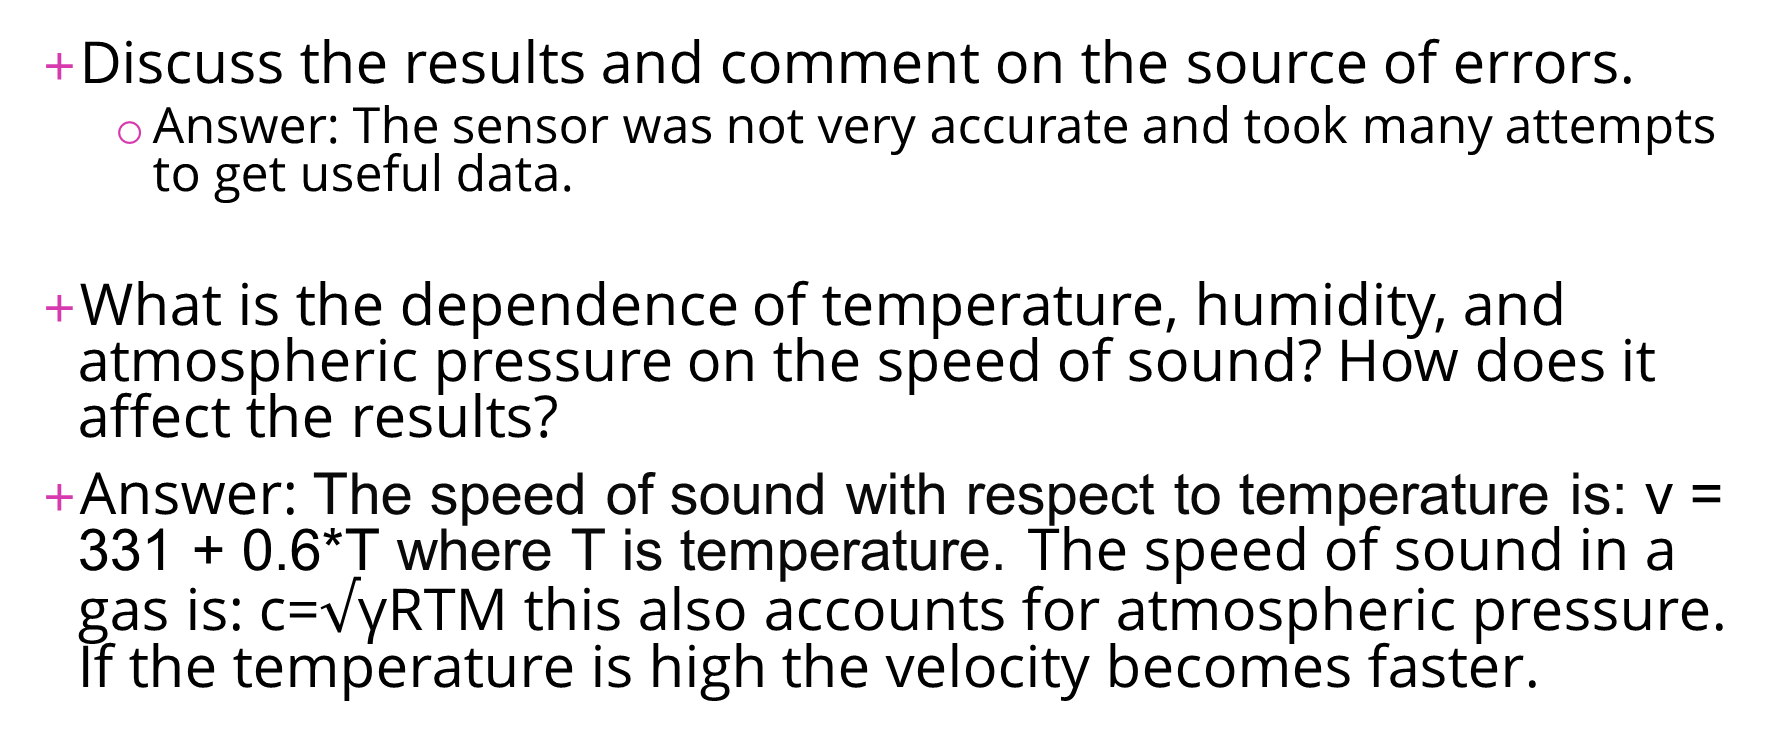 +Discuss the results and comment on the source of errors.
○ Answer: The sensor was not very accurate and took many attempts
to get useful data.
+What is the dependence of temperature, humidity, and
atmospheric pressure on the speed of sound? How does it
affect the results?
+Answer: The speed of sound with respect to temperature is: v =
331 + 0.6*T where T is temperature. The speed of sound in a
gas is: c=√γRTM this also accounts for atmospheric pressure.
If the temperature is high the velocity becomes faster.